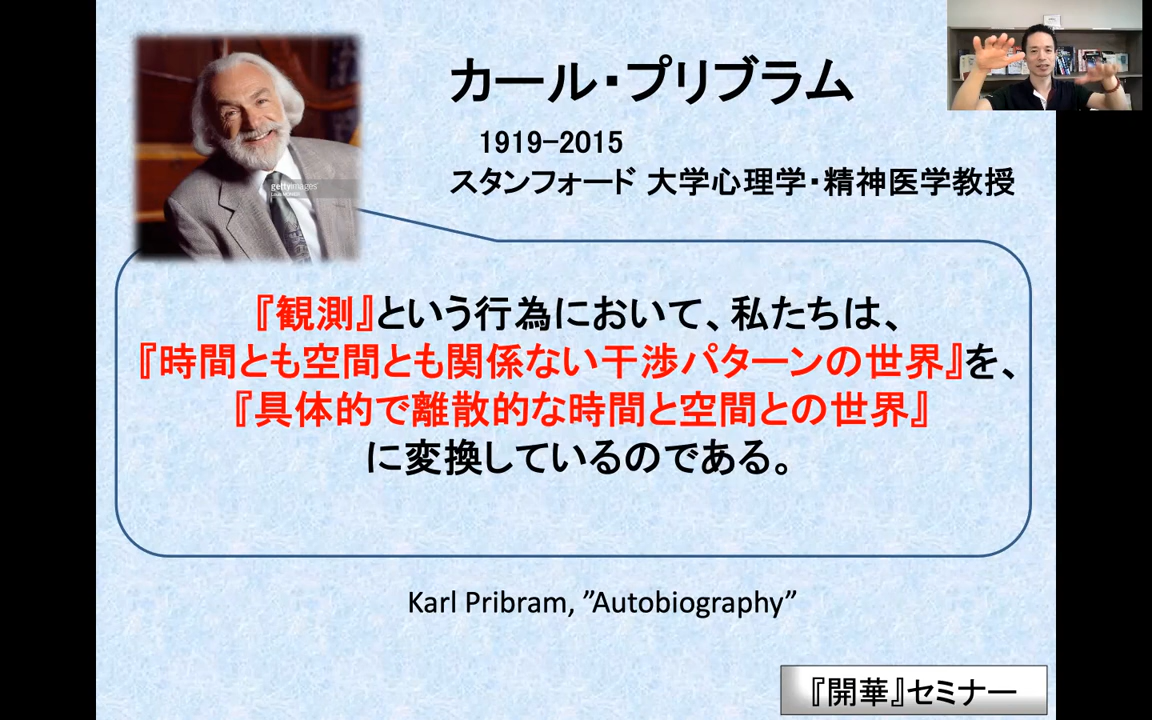 カール・プリブラム
1919-2015
スタンフォード 大学心理学・精神医学教授
gettyimages
『観測』という行為において、私たちは、
『時間とも空間とも関係ない干渉パターンの世界』を、
『具体的で離散的な時間と空間との世界』
に変換しているのである。
Karl Pribram, ”Autobiography”
『開華』セミナー